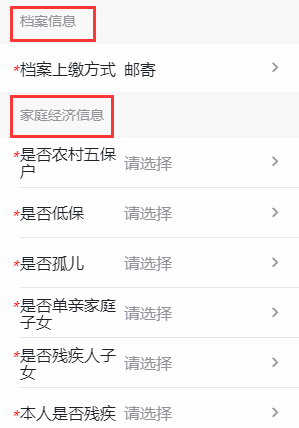 档案信息
*档案上缴方式 邮寄
家庭经济信息
*是否农村五保
户
请选择
*是否低保 请选择
*是否孤儿 请选择
*是否单亲家庭
子女
请选择
*是否残疾人子
女
请选择
*本人是否残疾 请选择